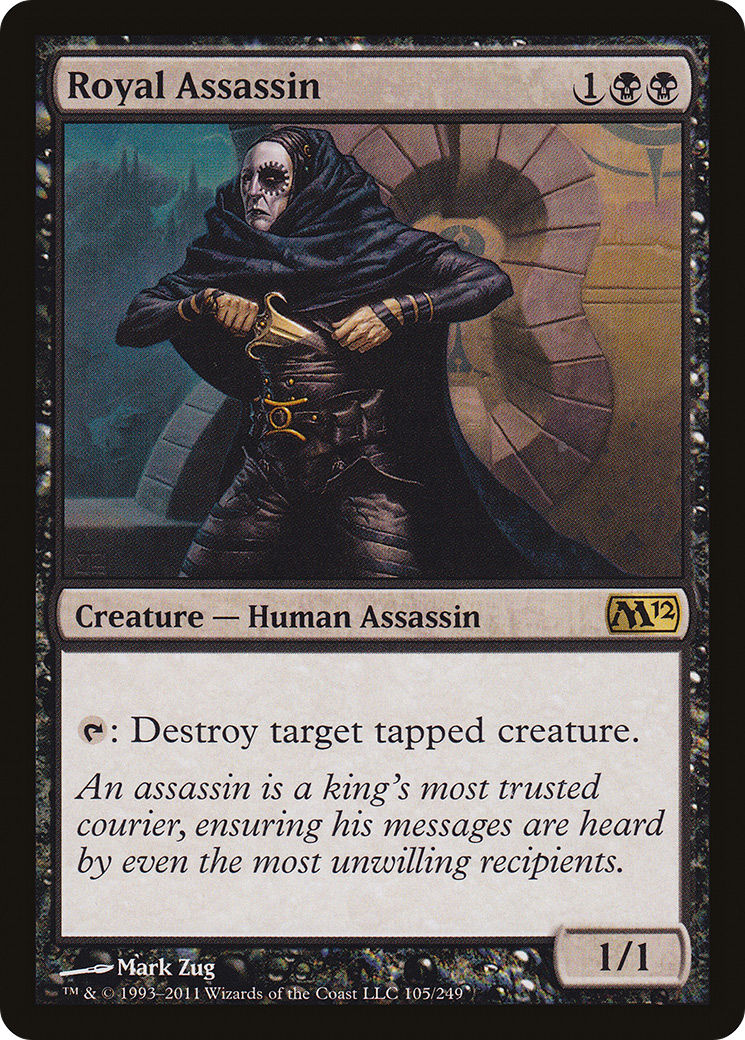 Royal Assassin 1
Creature — Human Assassin M12
: Destroy target tapped creature.
An assassin is a king's most trusted
courier, ensuring his messages are heard
by even the most unwilling recipients.
1/1
Mark Zug
™ & © 1993–2011 Wizards of the Coast LLC 105/249